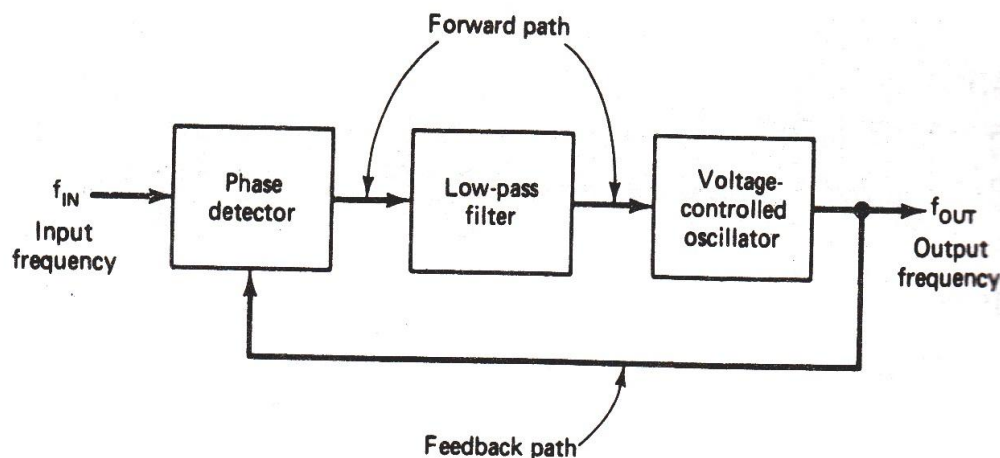 Forward path
f_IN
Input
frequency
Phase
detector
Low-pass
filter
Voltage-
controlled
oscillator
f_OUT
Output
frequency
Feedback path